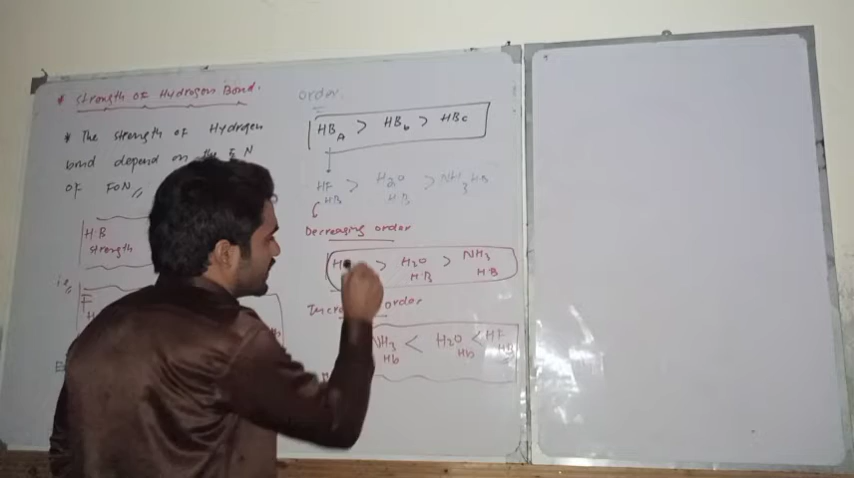 * Strength of Hydrogen Bond.
* The strength of Hydrogen
bond depend on the E N
of FON
H.B
strength
i.e,
F
order.
HBA > HBb > HBc
HF > H2O > NH3 HB
HB H.B
Decreasing order
H > H2O > NH3
H.B H.B
order
NH3 < H2O < HF
Hb Hb HB